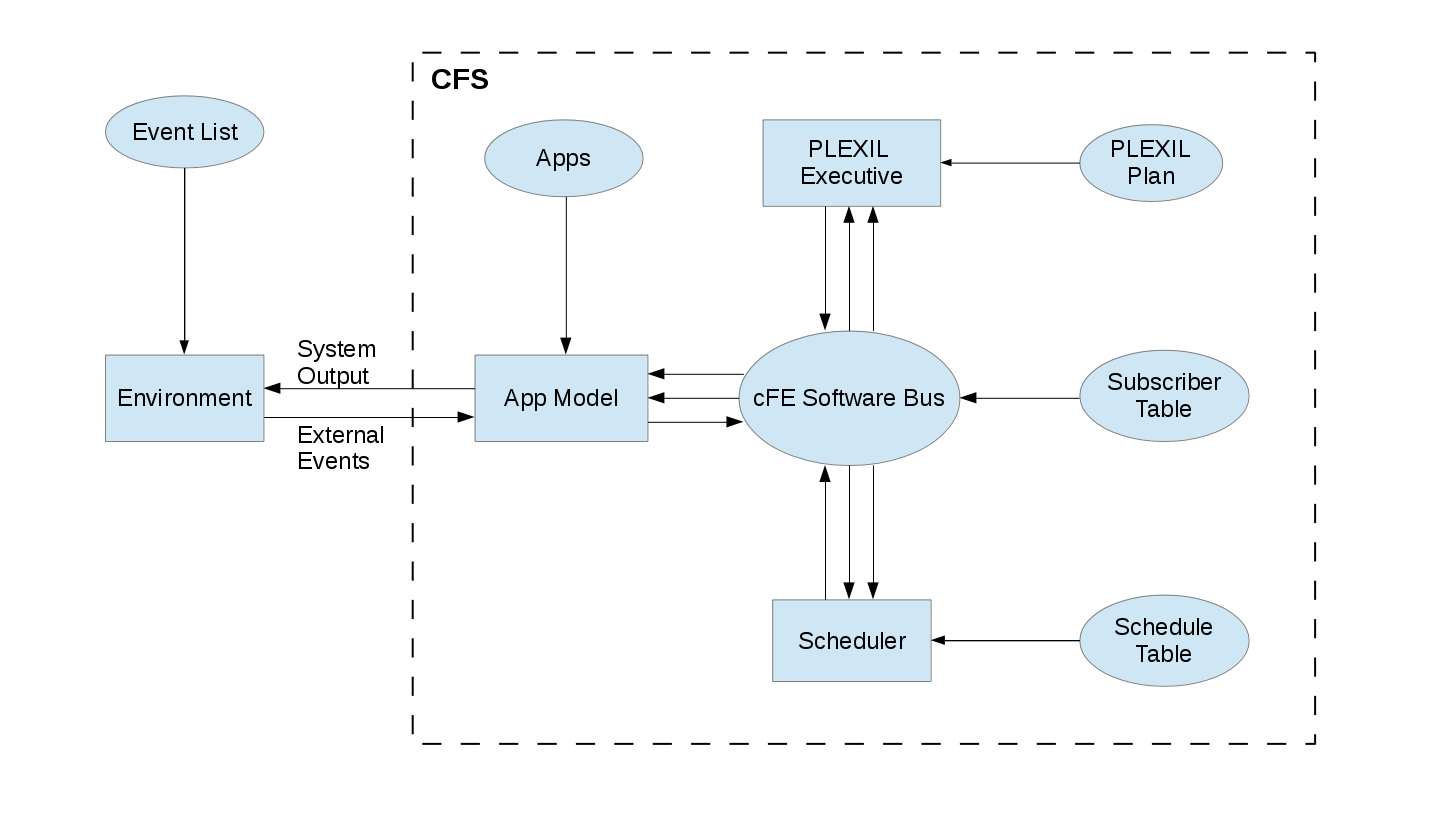 CFS
Event List
Apps
PLEXIL
Executive
PLEXIL
Plan
System
Output
Environment
External
Events
App Model
cFE Software Bus
Subscriber
Table
Scheduler
Schedule
Table